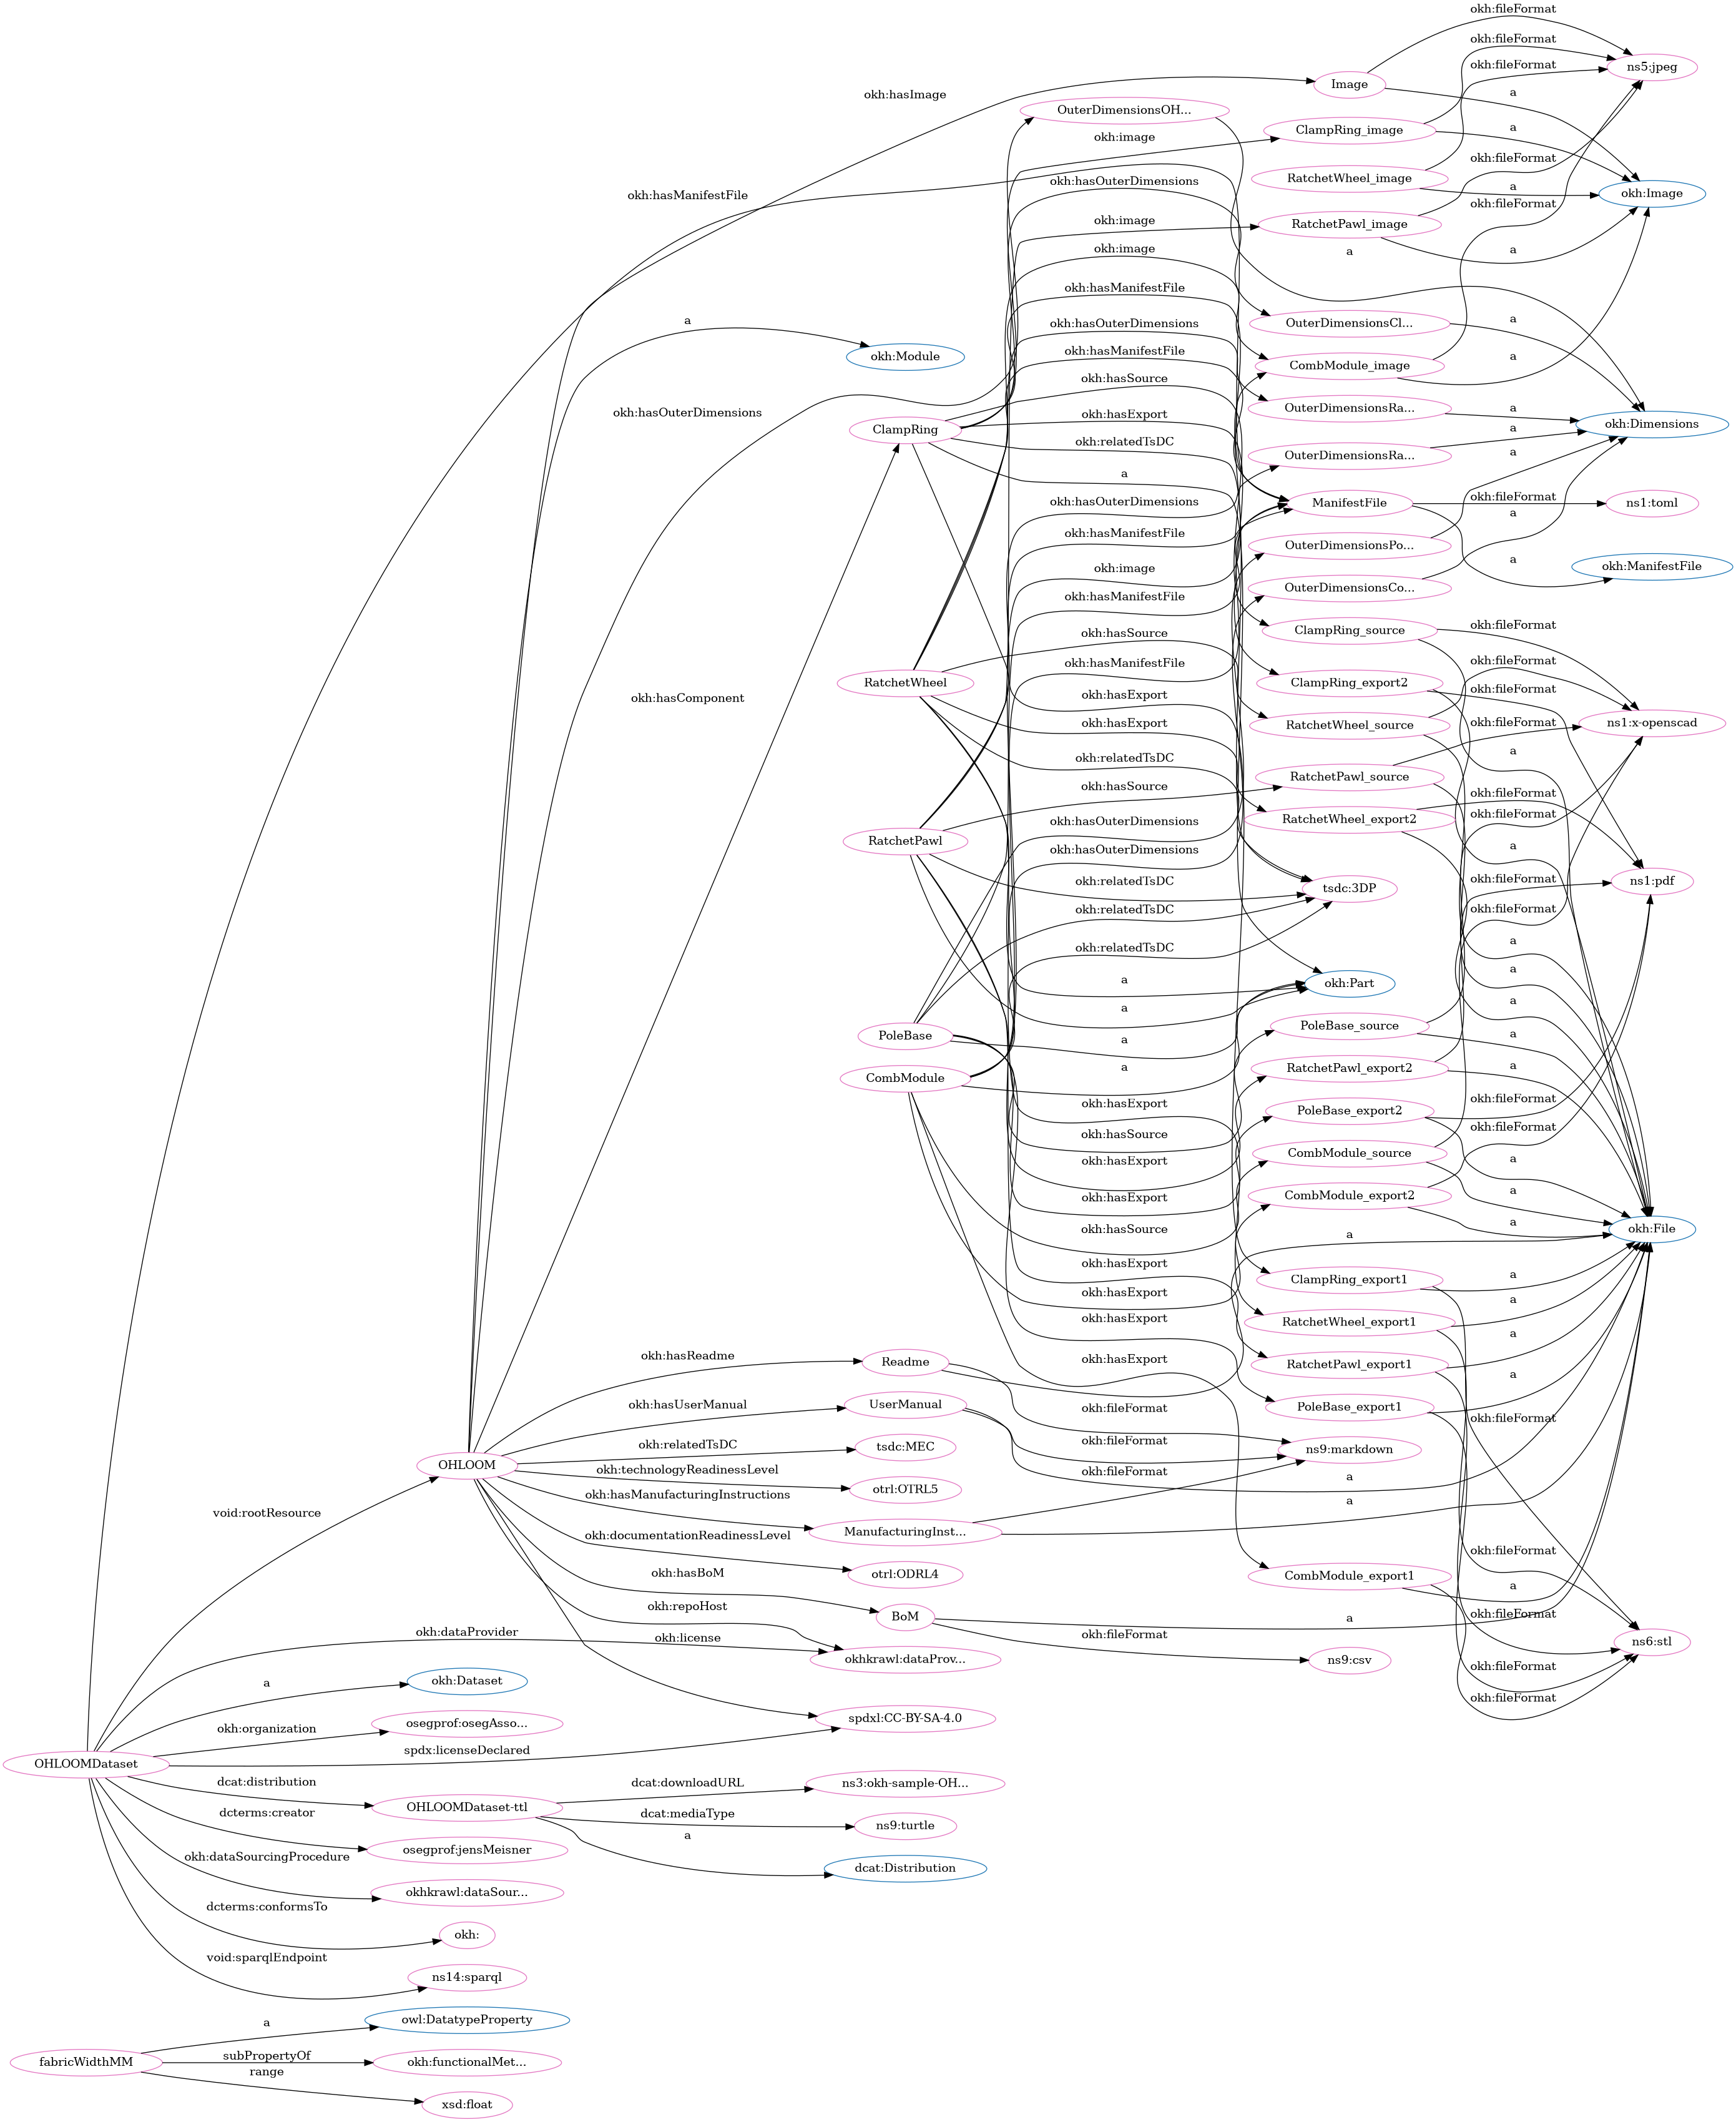 okh:fileFormat
okh:fileFormat
okh:fileFormat
ns5:jpeg
Image
okh:hasImage
a
OuterDimensionsOH...
ClampRing_image
a
okh:image
okh:fileFormat
RatchetWheel_image
a
okh:Image
okh:hasManifestFile
okh:hasOuterDimensions
okh:fileFormat
okh:image
RatchetPawl_image
a
a
okh:image
okh:hasManifestFile
OuterDimensionsCl...
a
a
okh:hasOuterDimensions
okh:hasManifestFile
okh:Module
CombModule_image
a
okh:hasSource
OuterDimensionsRa...
a
okh:hasOuterDimensions
okh:hasExport
okh:Dimensions
ClampRing
a
okh:relatedTsDC
OuterDimensionsRa...
a
a
okh:hasOuterDimensions
ManifestFile
okh:fileFormat
ns1:toml
a
okh:hasManifestFile
OuterDimensionsPo...
a
okh:image
okh:ManifestFile
OuterDimensionsCo...
okh:hasManifestFile
okh:fileFormat
okh:hasSource
ClampRing_source
okh:hasManifestFile
okh:fileFormat
RatchetWheel
ClampRing_export2
okh:fileFormat
okh:hasComponent
okh:hasExport
okh:hasExport
RatchetWheel_source
okh:fileFormat
ns1:x-openscad
a
okh:relatedTsDC
RatchetPawl_source
okh:hasSource
okh:fileFormat
okh:fileFormat
okh:hasOuterDimensions
RatchetWheel_export2
RatchetPawl
a
okh:hasOuterDimensions
okh:relatedTsDC
tsdc:3DP
okh:fileFormat
ns1:pdf
okh:relatedTsDC
okh:fileFormat
okh:relatedTsDC
a
a
okh:Part
a
a
a
PoleBase
a
PoleBase_source
a
a
RatchetPawl_export2
a
CombModule
okh:hasExport
PoleBase_export2
okh:fileFormat
okh:hasSource
okh:fileFormat
okh:hasExport
CombModule_source
a
okh:hasExport
CombModule_export2
a
okh:hasSource
a
a
okh:File
okh:hasExport
ClampRing_export1
a
okh:hasExport
a
okh:hasExport
RatchetWheel_export1
a
okh:hasReadme
Readme
okh:hasExport
RatchetPawl_export1
a
okh:hasUserManual
UserManual
okh:fileFormat
PoleBase_export1
okh:fileFormat
okh:relatedTsDC
tsdc:MEC
okh:fileFormat
ns9:markdown
OHLOOM
okh:technologyReadinessLevel
okh:fileFormat
a
otrl:OTRL5
okh:hasManufacturingInstructions
a
void:rootResource
ManufacturingInst...
okh:documentationReadinessLevel
okh:fileFormat
okh:hasBoM
otrl:ODRL4
CombModule_export1
a
okh:repoHost
BoM
a
okh:fileFormat
okh:dataProvider
okh:license
okh:fileFormat
ns6:stl
okhkrawl:dataProv...
ns9:csv
okh:fileFormat
a
okh:Dataset
okh:fileFormat
okh:organization
osegprof:osegAsso...
spdxl:CC-BY-SA-4.0
spdx:licenseDeclared
OHLOOMDataset
dcat:distribution
dcat:downloadURL
ns3:okh-sample-OH...
OHLOOMDataset-ttl
dcterms:creator
dcat:mediaType
ns9:turtle
a
osegprof:jensMeisner
okh:dataSourcingProcedure
dcat:Distribution
okhkrawl:dataSour...
dcterms:conformsTo
okh:
void:sparqlEndpoint
ns14:sparql
a
owl:DatatypeProperty
fabricWidthMM
subPropertyOf
okh:functionalMet...
range
xsd:float